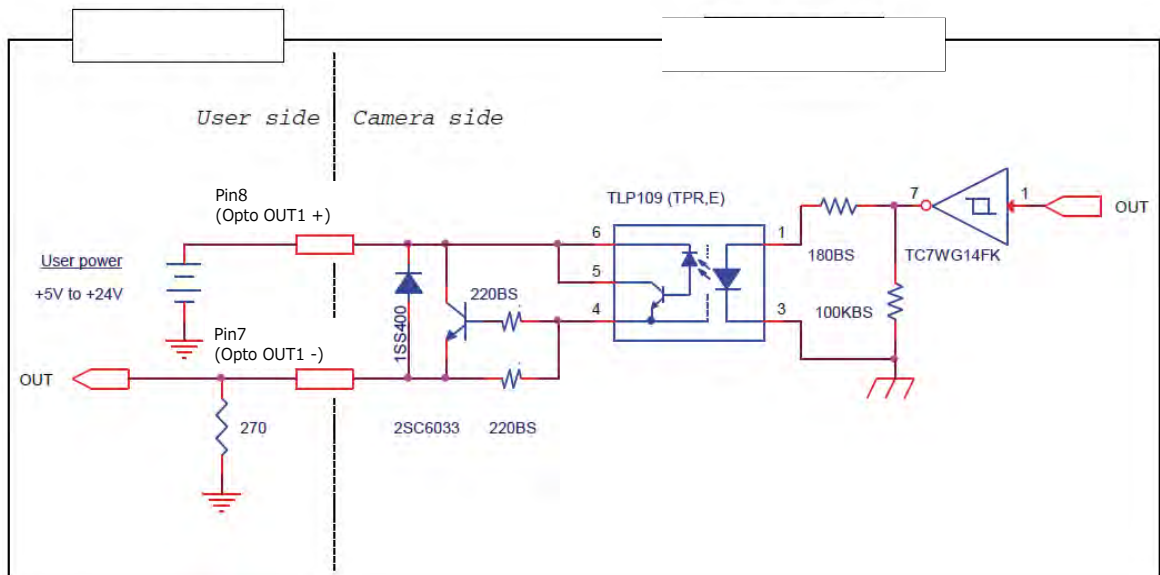 User side
Camera side
Pin8
(Opto OUT1 +)
TLP109 (TPR,E)
7
1
OUT
6
1
180BS
TC7WG14FK
User power
+5V to +24V
5
220BS
4
3
100KBS
1SS400
Pin7
(Opto OUT1 -)
OUT
270
2SC6033
220BS